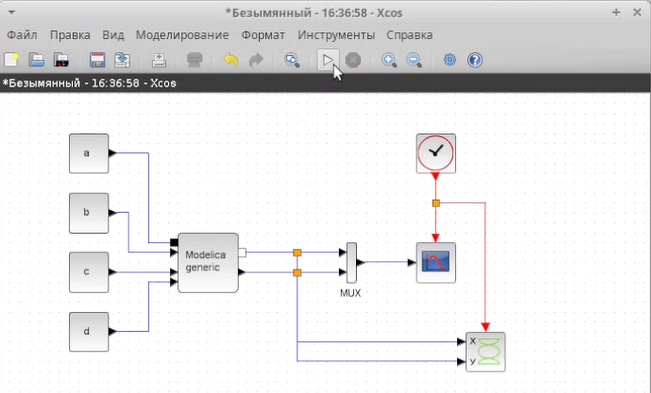 *Безымянный - 16:36:58 - Xcos
Файл Правка Вид Моделирование Формат Инструменты Справка
*Безымянный - 16:36:58 - Xcos
a
b
Modelica
generic
c
d
MUX
X
y